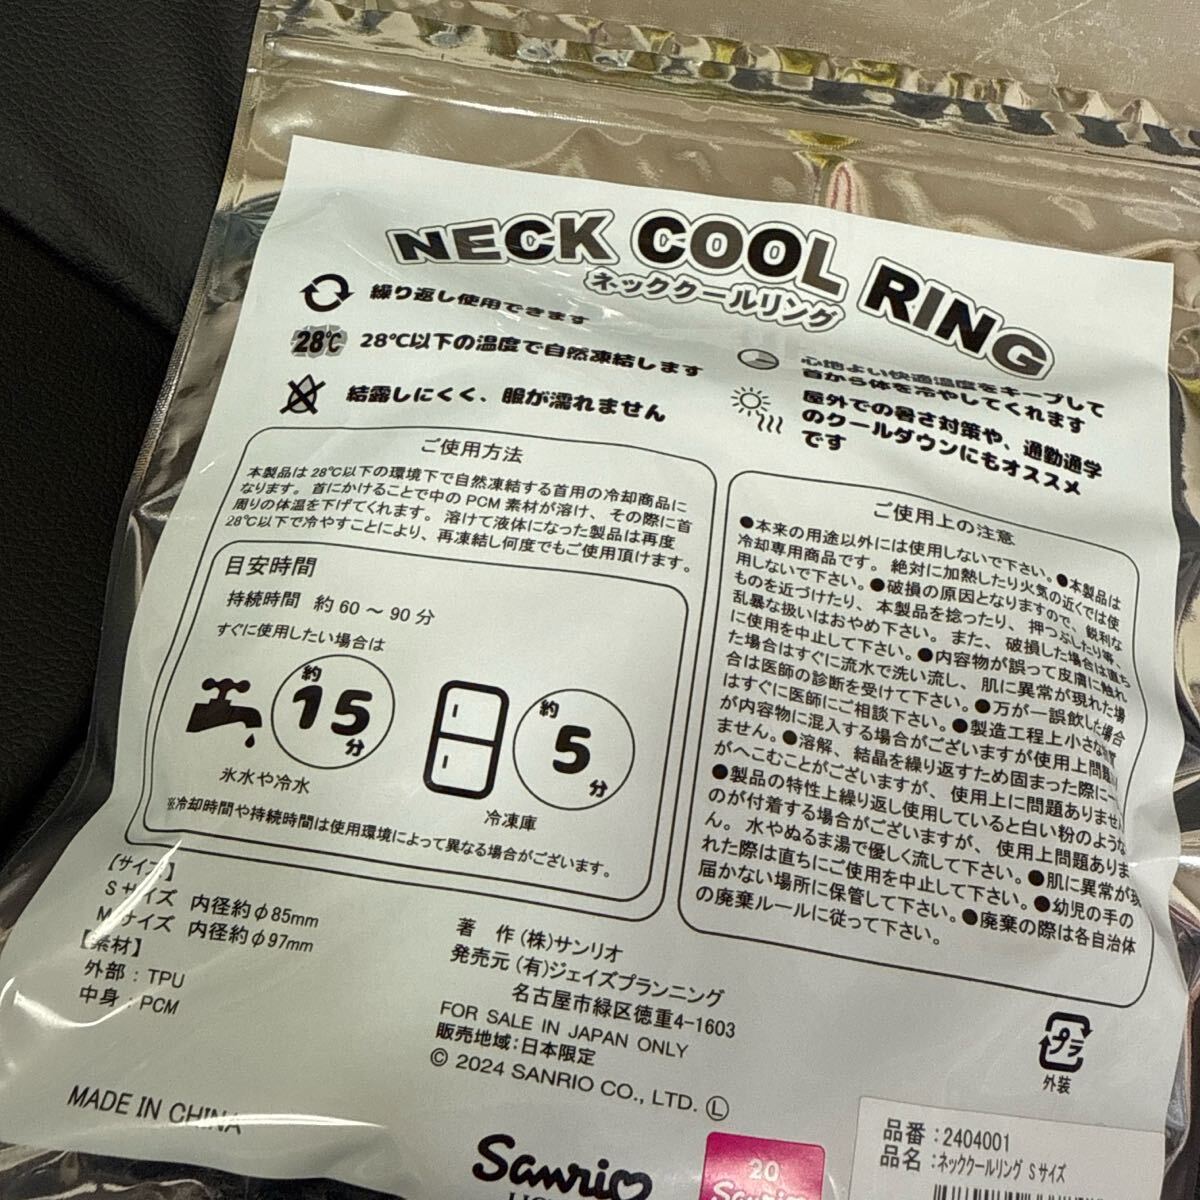 NECK COOL RING
ネッククールリング
繰り返し使用できます
28℃
28℃以下の温度で自然凍結します
結露しにくく、服が濡れません
心地よい快適温度をキープして
首から体を冷やしてくれます
屋外での暑さ対策や、通勤通学
のクールダウンにもオススメ
です
ご使用方法
本製品は28℃以下の環境下で自然凍結する首用の冷却商品に
なります。首にかけることで中のPCM素材が溶け、その際に首
周りの体温を下げてくれます。溶けて液体になった製品は再度
28℃以下で冷やすことにより、再凍結し何度でもご使用頂けます。
目安時間
持続時間 約60～90分
すぐに使用したい場合は
約
15
分
氷水や冷水
約
5
分
冷凍庫
※冷却時間や持続時間は使用環境によって異なる場合がございます。
ご使用上の注意
●本来の用途以外には使用しないで下さい。●本製品は
冷却専用商品です。絶対に加熱したり火気の近くでは使
用しないで下さい。●破損の原因となりますので、鋭利な
ものを近づけたり、本製品を捻ったり、押つぶしたり等、
乱暴な扱いはおやめ下さい。また、破損した場合は直ち
に使用を中止して下さい。●内容物が誤って皮膚に触れ
た場合はすぐに流水で洗い流し、肌に異常が現れた場
合は医師の診断を受けて下さい。●万が一誤飲した場合
はすぐに医師にご相談下さい。●製造工程上小さな
が内容物に混入する場合がございますが使用上問題
ません。●溶解、結晶を繰り返すため固まった際に一
がへこむことがございますが、使用上に問題ありません
●製品の特性上繰り返し使用していると白い粉のような
のが付着する場合がございますが、使用上問題ありま
ん。水やぬるま湯で優しく流して下さい。●肌に異常が現
れた際は直ちにご使用を中止して下さい。●幼児の手の
届かない場所に保管して下さい。●廃棄の際は各自治体
の廃棄ルールに従って下さい。
【サイズ】
Sサイズ 内径約φ85mm
Mサイズ 内径約φ97mm
【素材】
外部：TPU
中身：PCM
著 作 (株)サンリオ
発売元 (有)ジェイズプランニング
名古屋市緑区徳重4-1603
FOR SALE IN JAPAN ONLY
販売地域：日本限定
© 2024 SANRIO CO., LTD. Ⓛ
プラ
外装
MADE IN CHINA
Sanrio
20
Sanrio
品番：2404001
品名：ネッククールリング Sサイズ